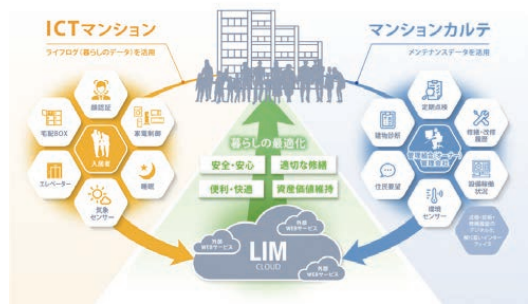 ICTマンション
ライフログ(暮らしのデータ)を活用
顔認証
宅配BOX
家電制御
入居者
エレベーター
睡眠
気象
センサー
マンションカルテ
メンテナンスデータを活用
定期点検
建物診断
修繕・改修
履歴
管理組合(オーナー)
住民要望
設備稼働
状況
環境
センサー
暮らしの最適化
安全・安心
適切な修繕
便利・快適
資産価値維持
外部
WEBサービス
外部
WEBサービス
LIM
CLOUD
外部
WEBサービス